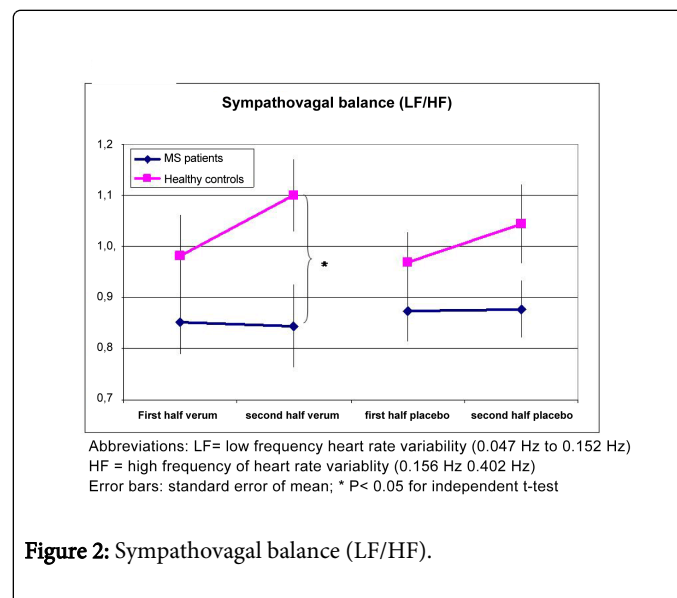 Sympathovagal balance (LF/HF)
1,2
MS patients
Healthy controls
1,1
1,0,
*
0,9
0,8
0,7
First half verum second half verum first half placebo second half placebo
Abbreviations: LF= low frequency heart rate variability (0.047 Hz to 0.152 Hz)
HF = high frequency of heart rate variablity (0.156 Hz 0.402 Hz)
Error bars: standard error of mean; * P< 0.05 for independent t-test
Figure 2: Sympathovagal balance (LF/HF).